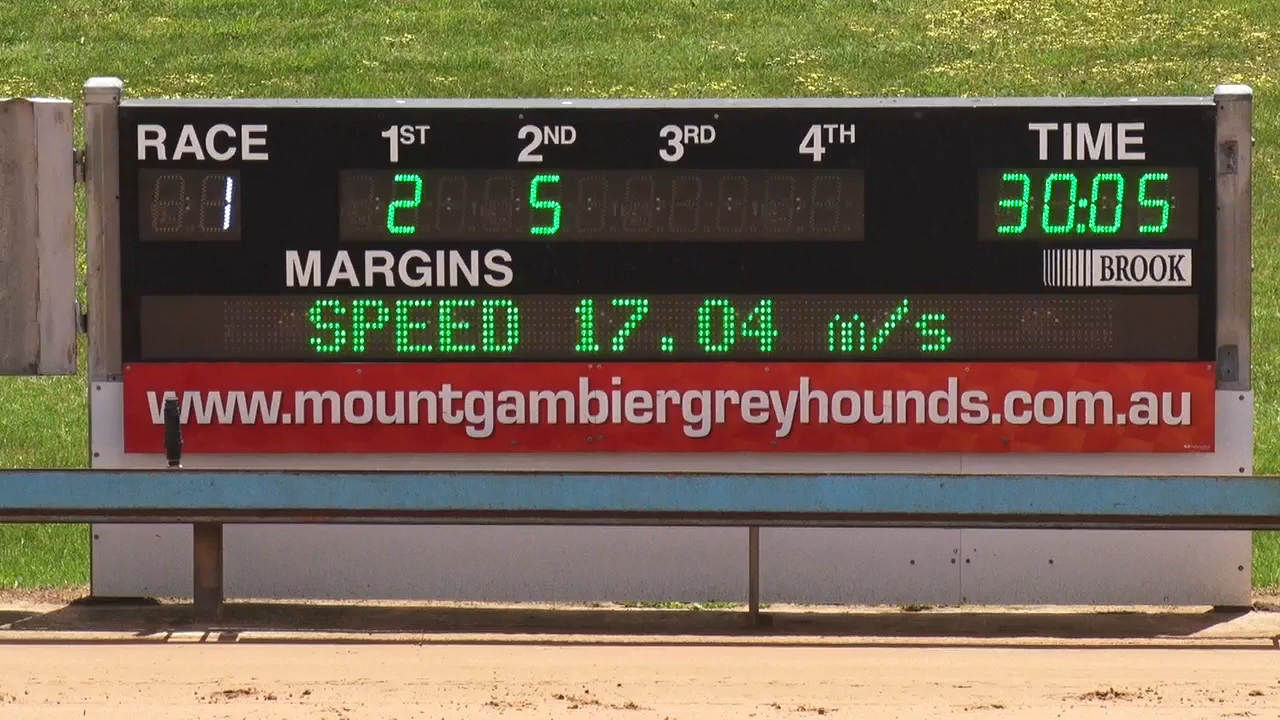 RACE 1ST 2ND 3RD 4TH TIME
1 2 5 30:05
MARGINS BROOK
SPEED 17.04 m/s
www.mountgambiergreyhounds.com.au